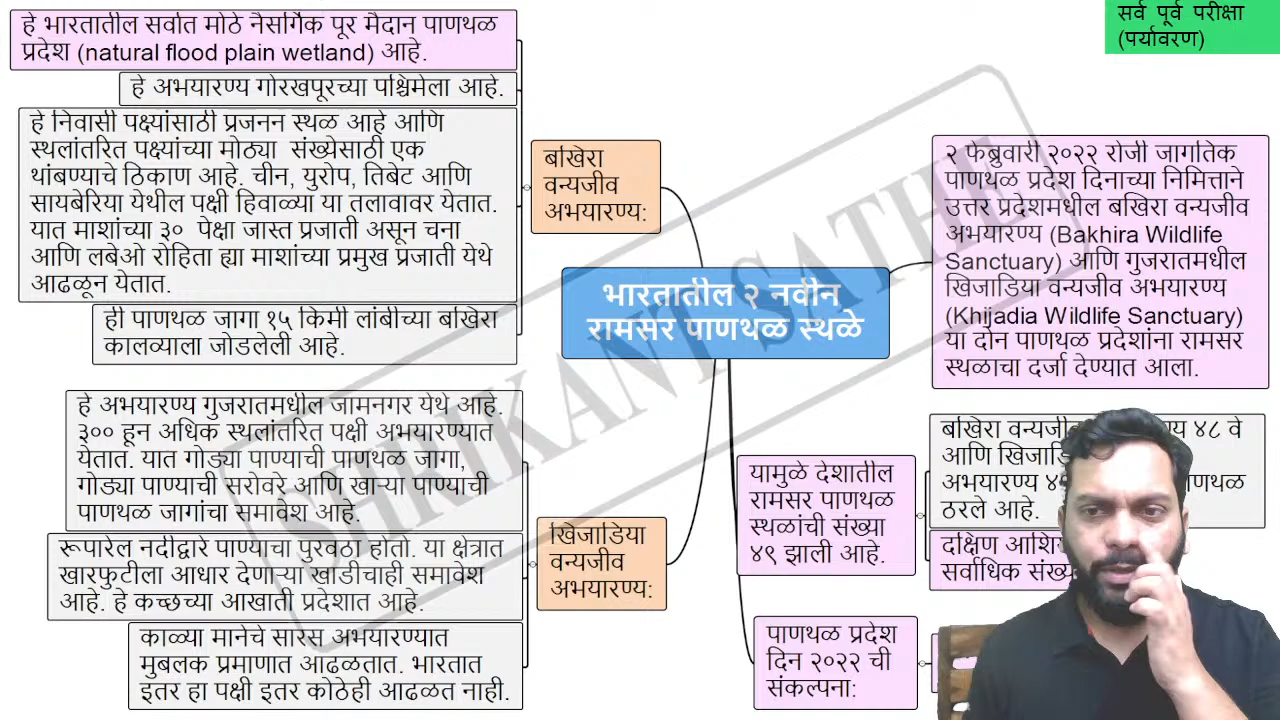 सर्व पूर्व परीक्षा
(पर्यावरण)
भारतातील २ नवीन
रामसर पाणथळ स्थळे
२ फेब्रुवारी २०२२ रोजी जागतिक
पाणथळ प्रदेश दिनाच्या निमित्ताने
उत्तर प्रदेशमधील बखिरा वन्यजीव
अभयारण्य (Bakhira Wildlife
Sanctuary) आणि गुजरातमधील
खिजाडिया वन्यजीव अभयारण्य
(Khijadia Wildlife Sanctuary)
या दोन पाणथळ प्रदेशांना रामसर
स्थळाचा दर्जा देण्यात आला.
यामुळे देशातील
रामसर पाणथळ
स्थळांची संख्या
४९ झाली आहे.
बखिरा ४८ वे
आणि
अभयारण्य
ठरले आहे.
दक्षिण
सर्वाधिक
पाणथळ प्रदेश
दिन २०२२ ची
संकल्पना:
बखिरा
वन्यजीव
अभयारण्य:
हे भारतातील सर्वात मोठे नैसर्गिक पूर मैदान पाणथळ
प्रदेश (natural flood plain wetland) आहे.
हे अभयारण्य गोरखपूरच्या पश्चिमेला आहे.
हे निवासी पक्ष्यांसाठी प्रजनन स्थळ आहे आणि
स्थलांतरित पक्ष्यांच्या मोठ्या संख्येसाठी एक
थांबण्याचे ठिकाण आहे. चीन, युरोप, तिबेट आणि
सायबेरिया येथील पक्षी हिवाळ्या या तलावावर येतात.
यात माशांच्या ३० पेक्षा जास्त प्रजाती असून चना
आणि लबेओ रोहिता ह्या माशांच्या प्रमुख प्रजाती येथे
आढळून येतात.
ही पाणथळ जागा १५ किमी लांबीच्या बखिरा
कालव्याला जोडलेली आहे.
खिजाडिया
वन्यजीव
अभयारण्य:
हे अभयारण्य गुजरातमधील जामनगर येथे आहे.
३०० हून अधिक स्थलांतरित पक्षी अभयारण्यात
येतात. यात गोड्या पाण्याची पाणथळ जागा,
गोड्या पाण्याची सरोवरे आणि खाऱ्या पाण्याची
पाणथळ जागांचा समावेश आहे.
रूपारेल नदीद्वारे पाण्याचा पुरवठा होतो. या क्षेत्रात
खारफुटीला आधार देणाऱ्या खाडीचाही समावेश
आहे. हे कच्छच्या आखाती प्रदेशात आहे.
काळ्या मानेचे सारस अभयारण्यात
मुबलक प्रमाणात आढळतात. भारतात
इतर हा पक्षी इतर कोठेही आढळत नाही.
SHRIKANT SATHE